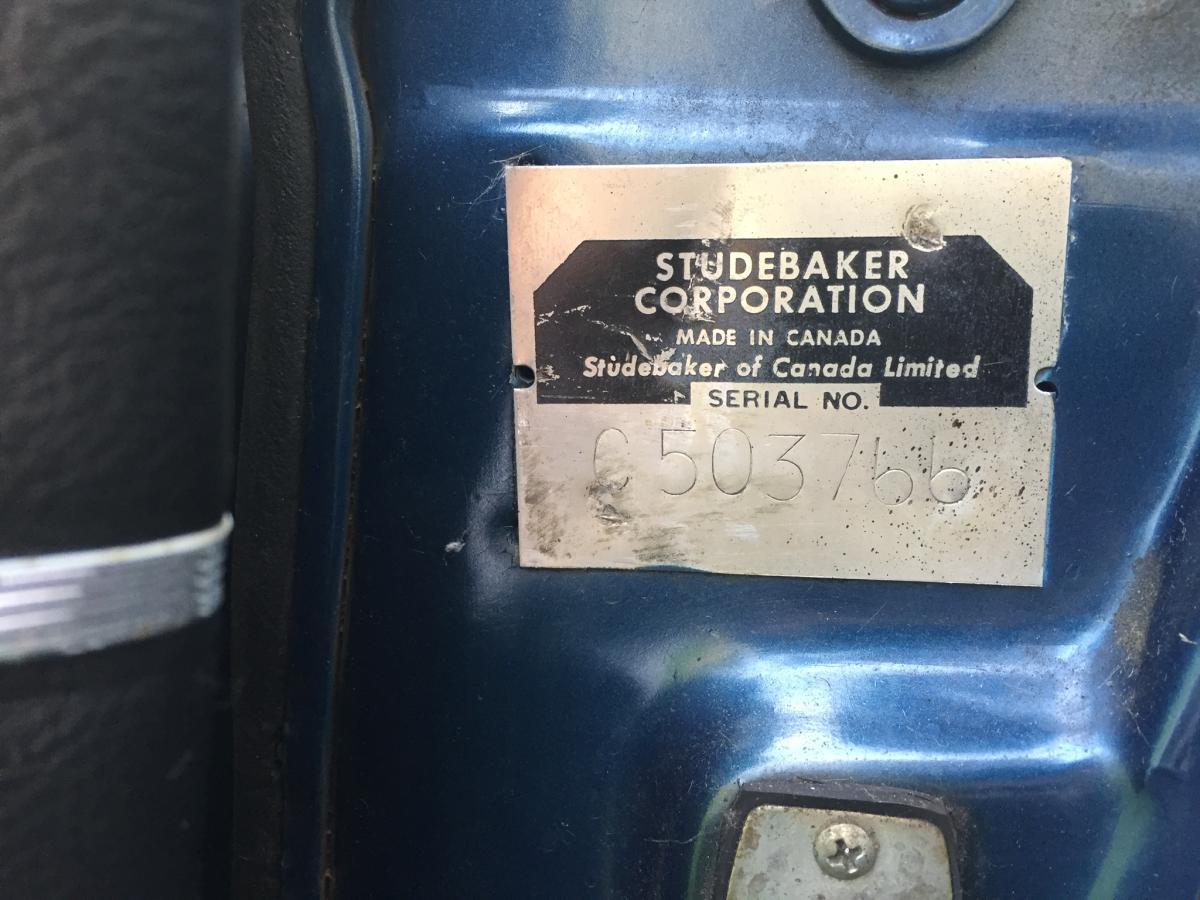 STUDEBAKER
CORPORATION
MADE IN CANADA
Studebaker of Canada Limited
SERIAL NO.
C503766